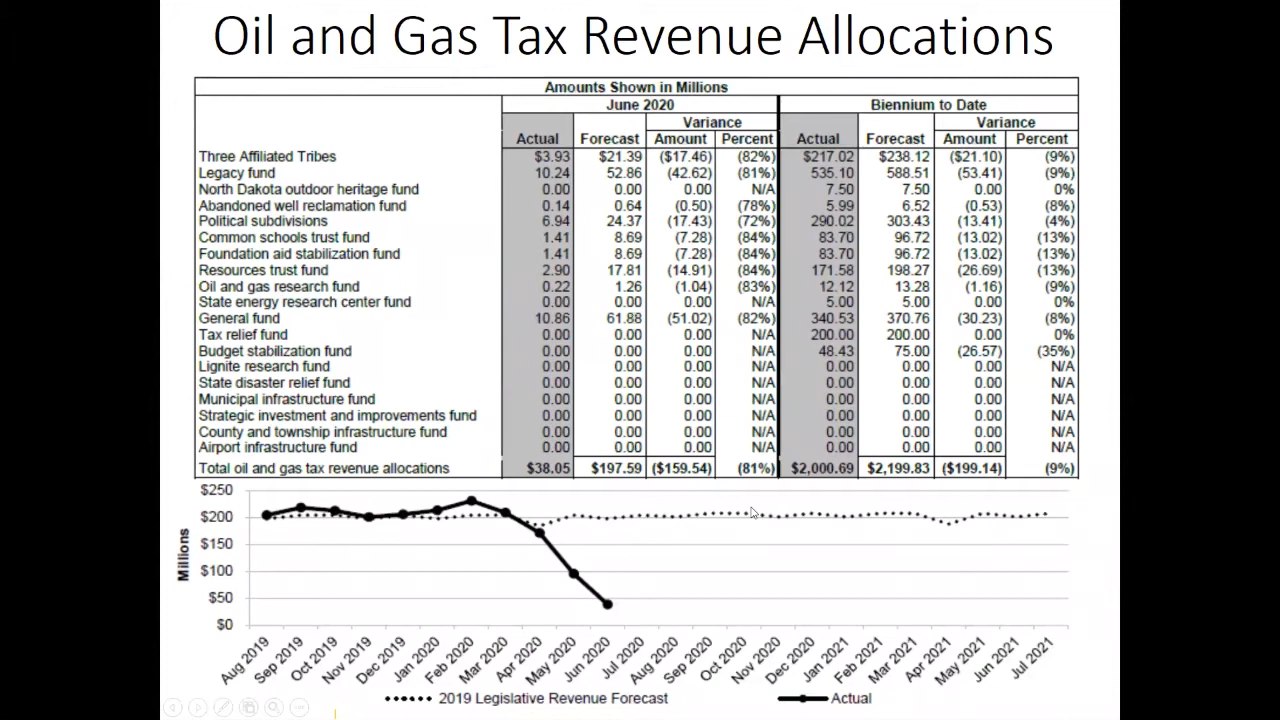 Oil and Gas Tax Revenue Allocations
Amounts Shown in Millions
June 2020 Biennium to Date
Variance Variance
Actual Forecast Amount Percent Actual Forecast Amount Percent
Three Affiliated Tribes $3.93 $21.39 ($17.46) (82%) $217.02 $238.12 ($21.10) (9%)
Legacy fund 10.24 52.86 (42.62) (81%) 535.10 588.51 (53.41) (9%)
North Dakota outdoor heritage fund 0.00 0.00 0.00 N/A 7.50 7.50 0.00 0%
Abandoned well reclamation fund 0.14 0.64 (0.50) (78%) 5.99 6.52 (0.53) (8%)
Political subdivisions 6.94 24.37 (17.43) (72%) 290.02 303.43 (13.41) (4%)
Common schools trust fund 1.41 8.69 (7.28) (84%) 83.70 96.72 (13.02) (13%)
Foundation aid stabilization fund 1.41 8.69 (7.28) (84%) 83.70 96.72 (13.02) (13%)
Resources trust fund 2.90 17.81 (14.91) (84%) 171.58 198.27 (26.69) (13%)
Oil and gas research fund 0.22 1.26 (1.04) (83%) 12.12 13.28 (1.16) (9%)
State energy research center fund 0.00 0.00 0.00 N/A 5.00 5.00 0.00 0%
General fund 10.86 61.88 (51.02) (82%) 340.53 370.76 (30.23) (8%)
Tax relief fund 0.00 0.00 0.00 N/A 200.00 200.00 0.00 0%
Budget stabilization fund 0.00 0.00 0.00 N/A 48.43 75.00 (26.57) (35%)
Lignite research fund 0.00 0.00 0.00 N/A 0.00 0.00 0.00 N/A
State disaster relief fund 0.00 0.00 0.00 N/A 0.00 0.00 0.00 N/A
Municipal infrastructure fund 0.00 0.00 0.00 N/A 0.00 0.00 0.00 N/A
Strategic investment and improvements fund 0.00 0.00 0.00 N/A 0.00 0.00 0.00 N/A
County and township infrastructure fund 0.00 0.00 0.00 N/A 0.00 0.00 0.00 N/A
Airport infrastructure fund 0.00 0.00 0.00 N/A 0.00 0.00 0.00 N/A
Total oil and gas tax revenue allocations $38.05 $197.59 ($159.54) (81%) $2,000.69 $2,199.83 ($199.14) (9%)
$250
$200
$150
$100
$50
$0
Millions
Aug 2019 Sep 2019 Oct 2019 Nov 2019 Dec 2019 Jan 2020 Feb 2020 Mar 2020 Apr 2020 May 2020 Jun 2020 Jul 2020 Aug 2020 Sep 2020 Oct 2020 Nov 2020 Dec 2020 Jan 2021 Feb 2021 Mar 2021 Apr 2021 May 2021 Jun 2021 Jul 2021
2019 Legislative Revenue Forecast Actual